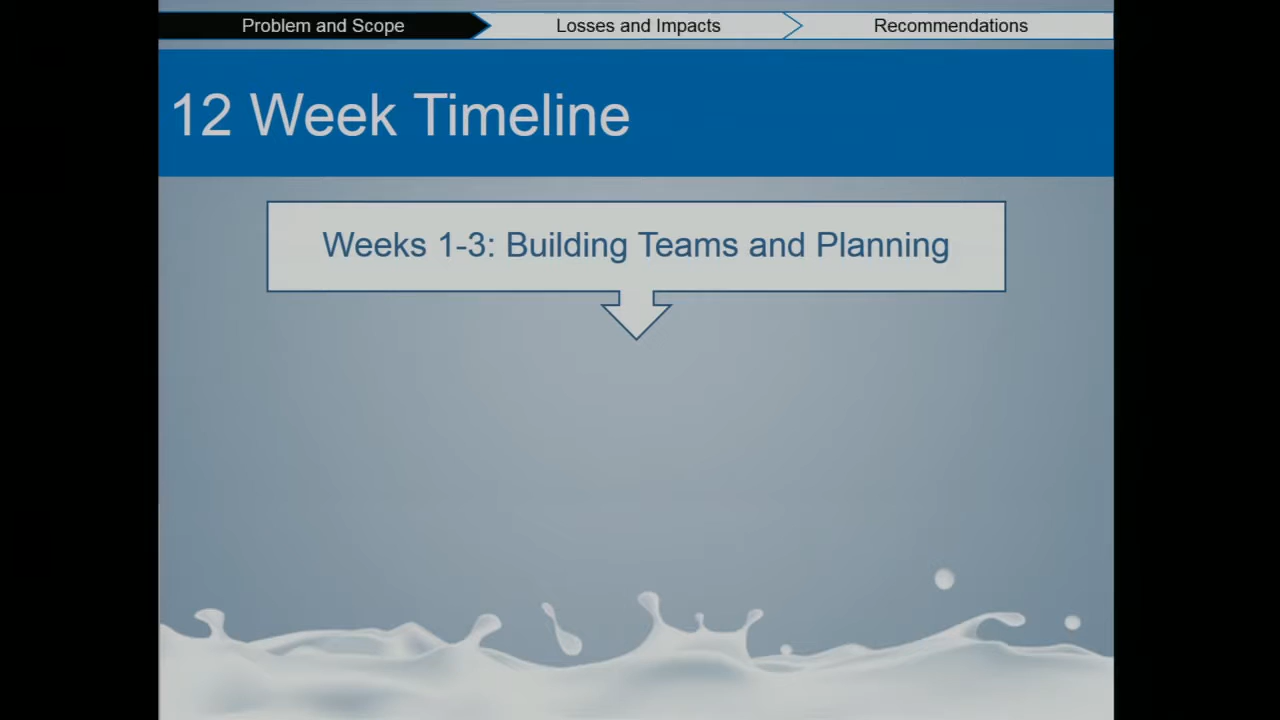 Problem and Scope
Losses and Impacts
Recommendations
12 Week Timeline
Weeks 1-3: Building Teams and Planning